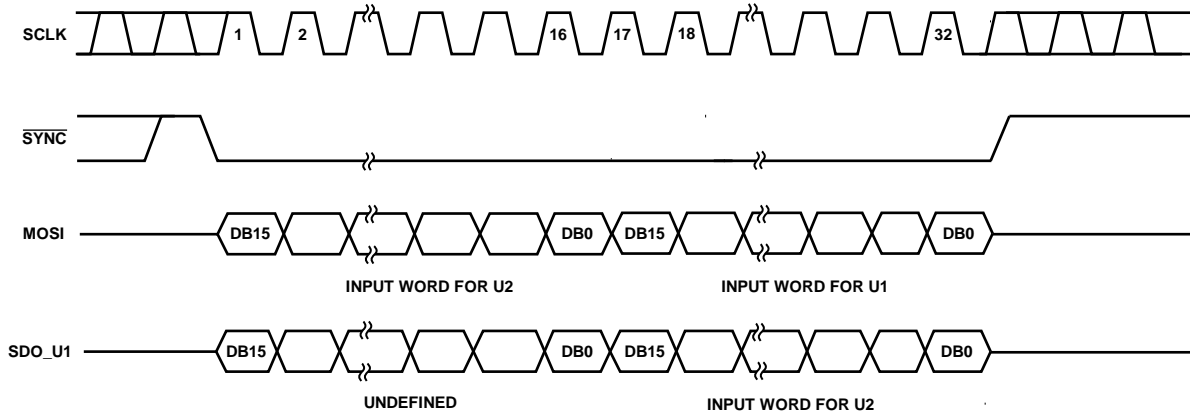 SCLK 1 2 16 17 18 32
SYNC
MOSI DB15 DB0 DB15 DB0
INPUT WORD FOR U2 INPUT WORD FOR U1
SDO_U1 DB15 DB0 DB15 DB0
UNDEFINED INPUT WORD FOR U2